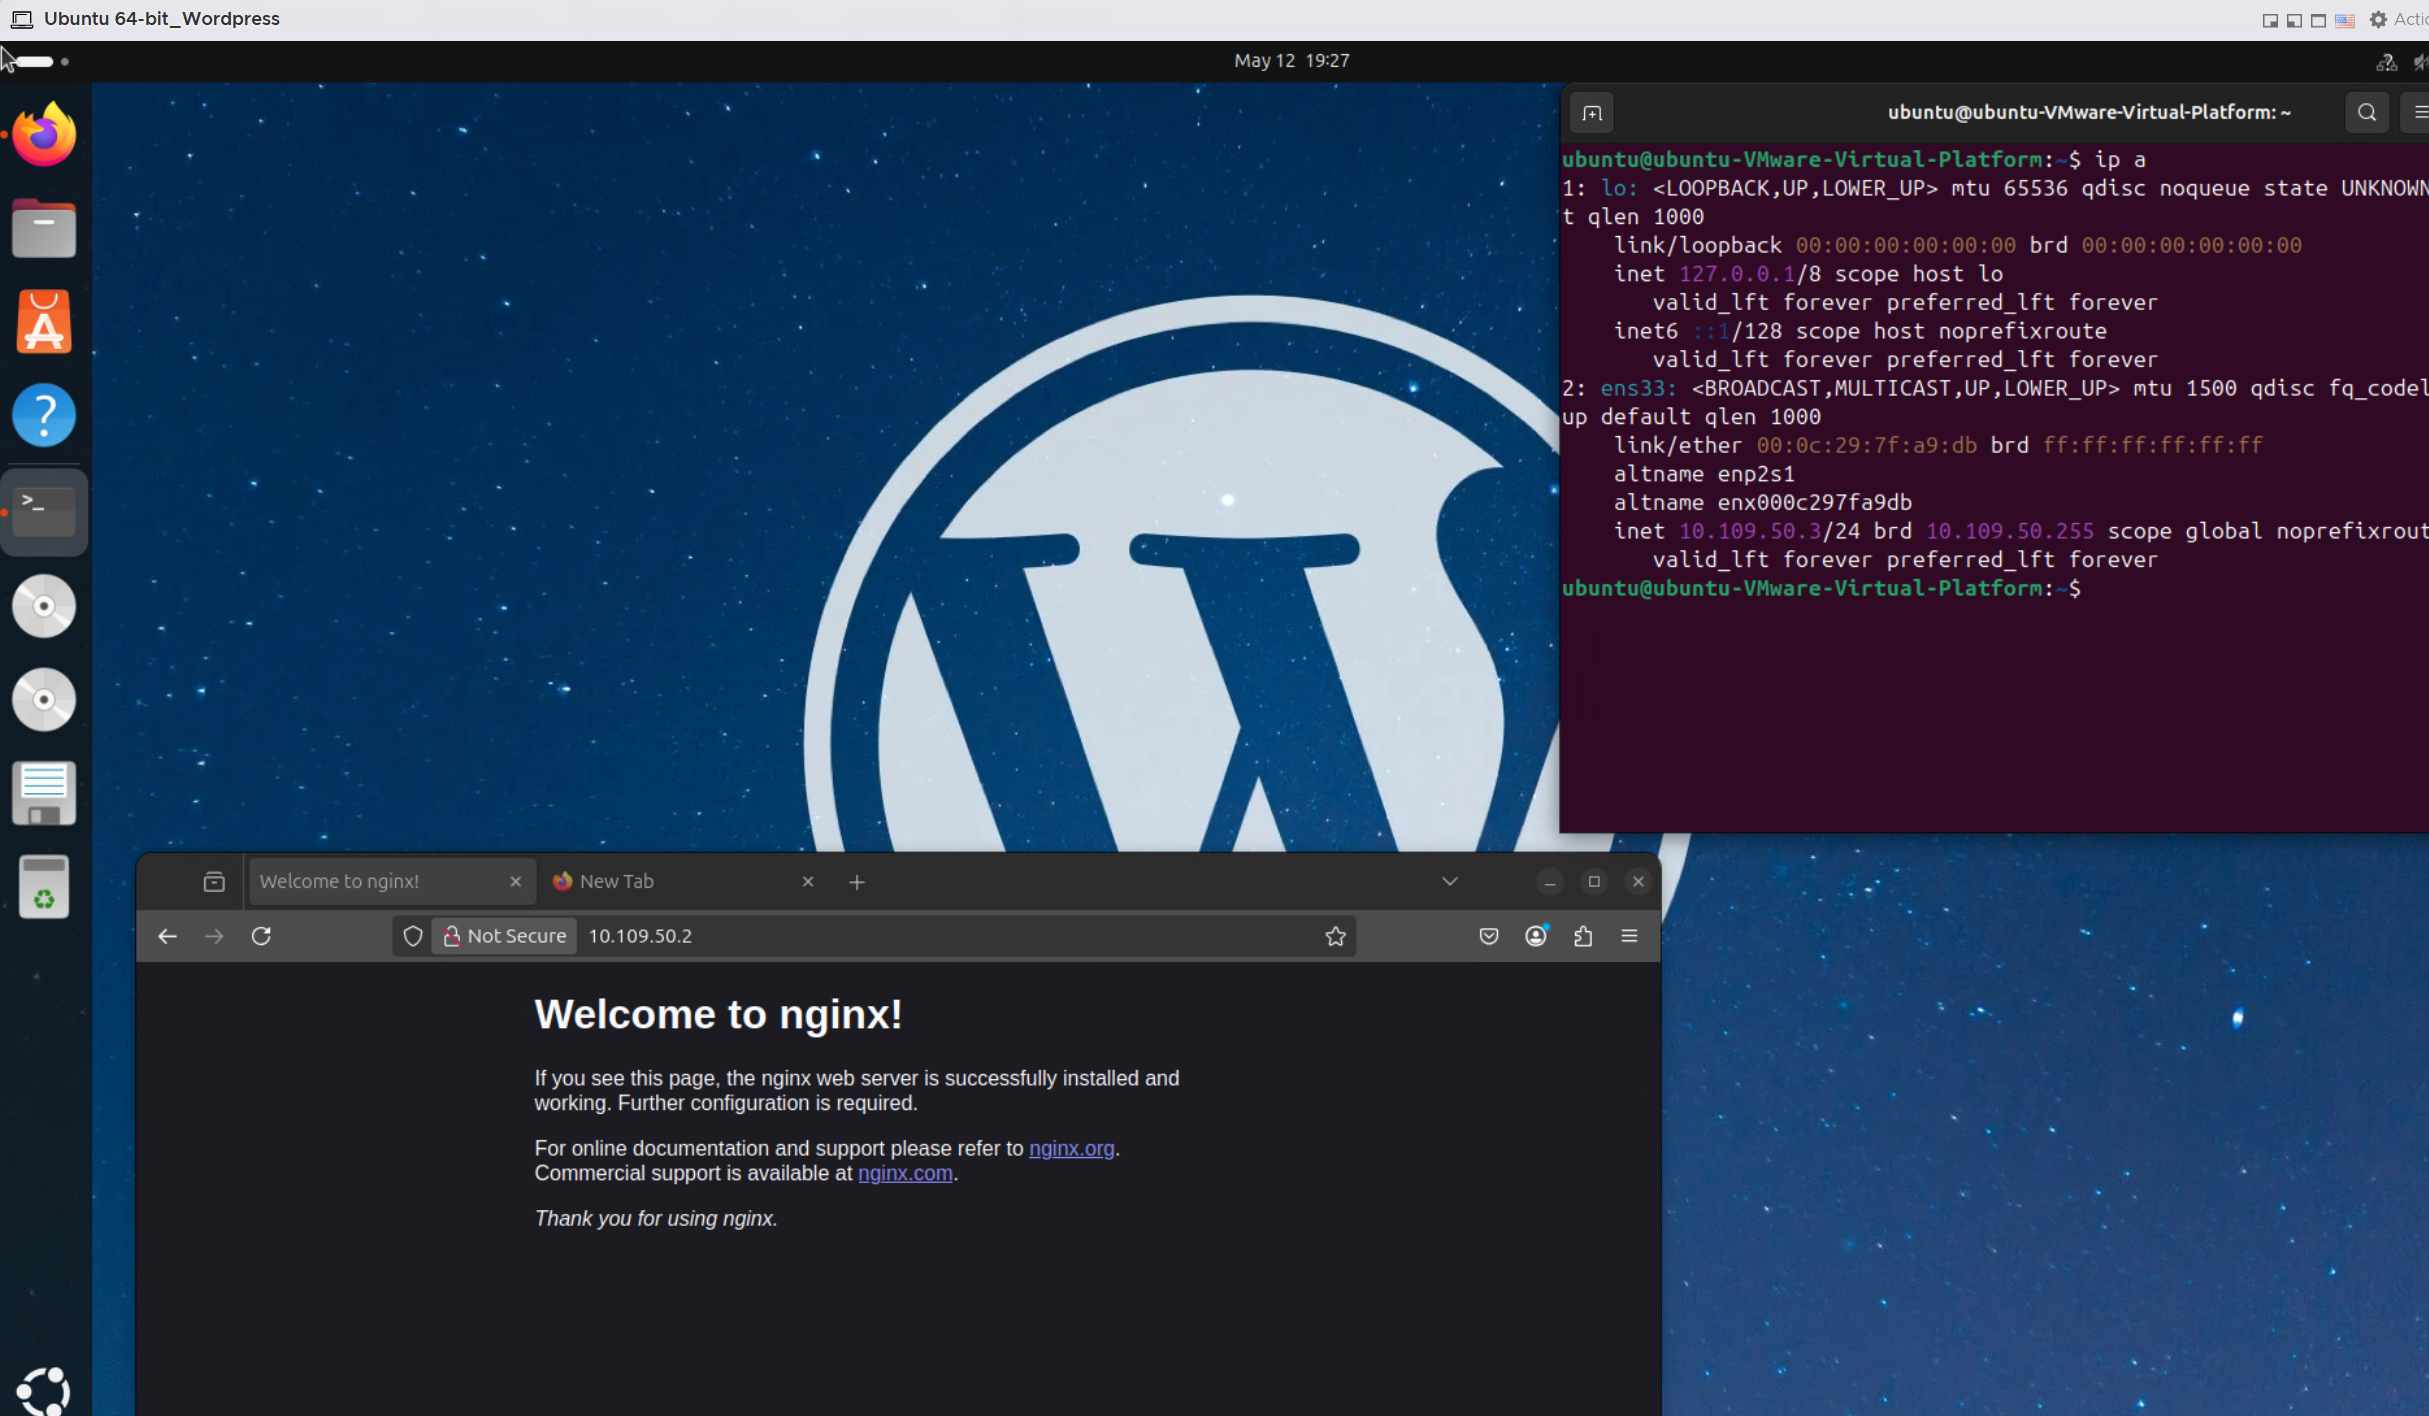 Ubuntu 64-bit_Wordpress
May 12 19:27
ubuntu@ubuntu-VMware-Virtual-Platform: ~
ubuntu@ubuntu-VMware-Virtual-Platform:~$ ip a
1: lo: <LOOPBACK,UP,LOWER_UP> mtu 65536 qdisc noqueue state UNKNOWN
t qlen 1000
link/loopback 00:00:00:00:00:00 brd 00:00:00:00:00:00
inet 127.0.0.1/8 scope host lo
valid_lft forever preferred_lft forever
inet6 ::1/128 scope host noprefixroute
valid_lft forever preferred_lft forever
2: ens33: <BROADCAST,MULTICAST,UP,LOWER_UP> mtu 1500 qdisc fq_codel
up default qlen 1000
link/ether 00:0c:29:7f:a9:db brd ff:ff:ff:ff:ff:ff
altname enp2s1
altname enx000c297fa9db
inet 10.109.50.3/24 brd 10.109.50.255 scope global noprefixrout
valid_lft forever preferred_lft forever
ubuntu@ubuntu-VMware-Virtual-Platform:~$
Welcome to nginx!
New Tab
Not Secure 10.109.50.2
Welcome to nginx!
If you see this page, the nginx web server is successfully installed and
working. Further configuration is required.
For online documentation and support please refer to nginx.org.
Commercial support is available at nginx.com.
Thank you for using nginx.